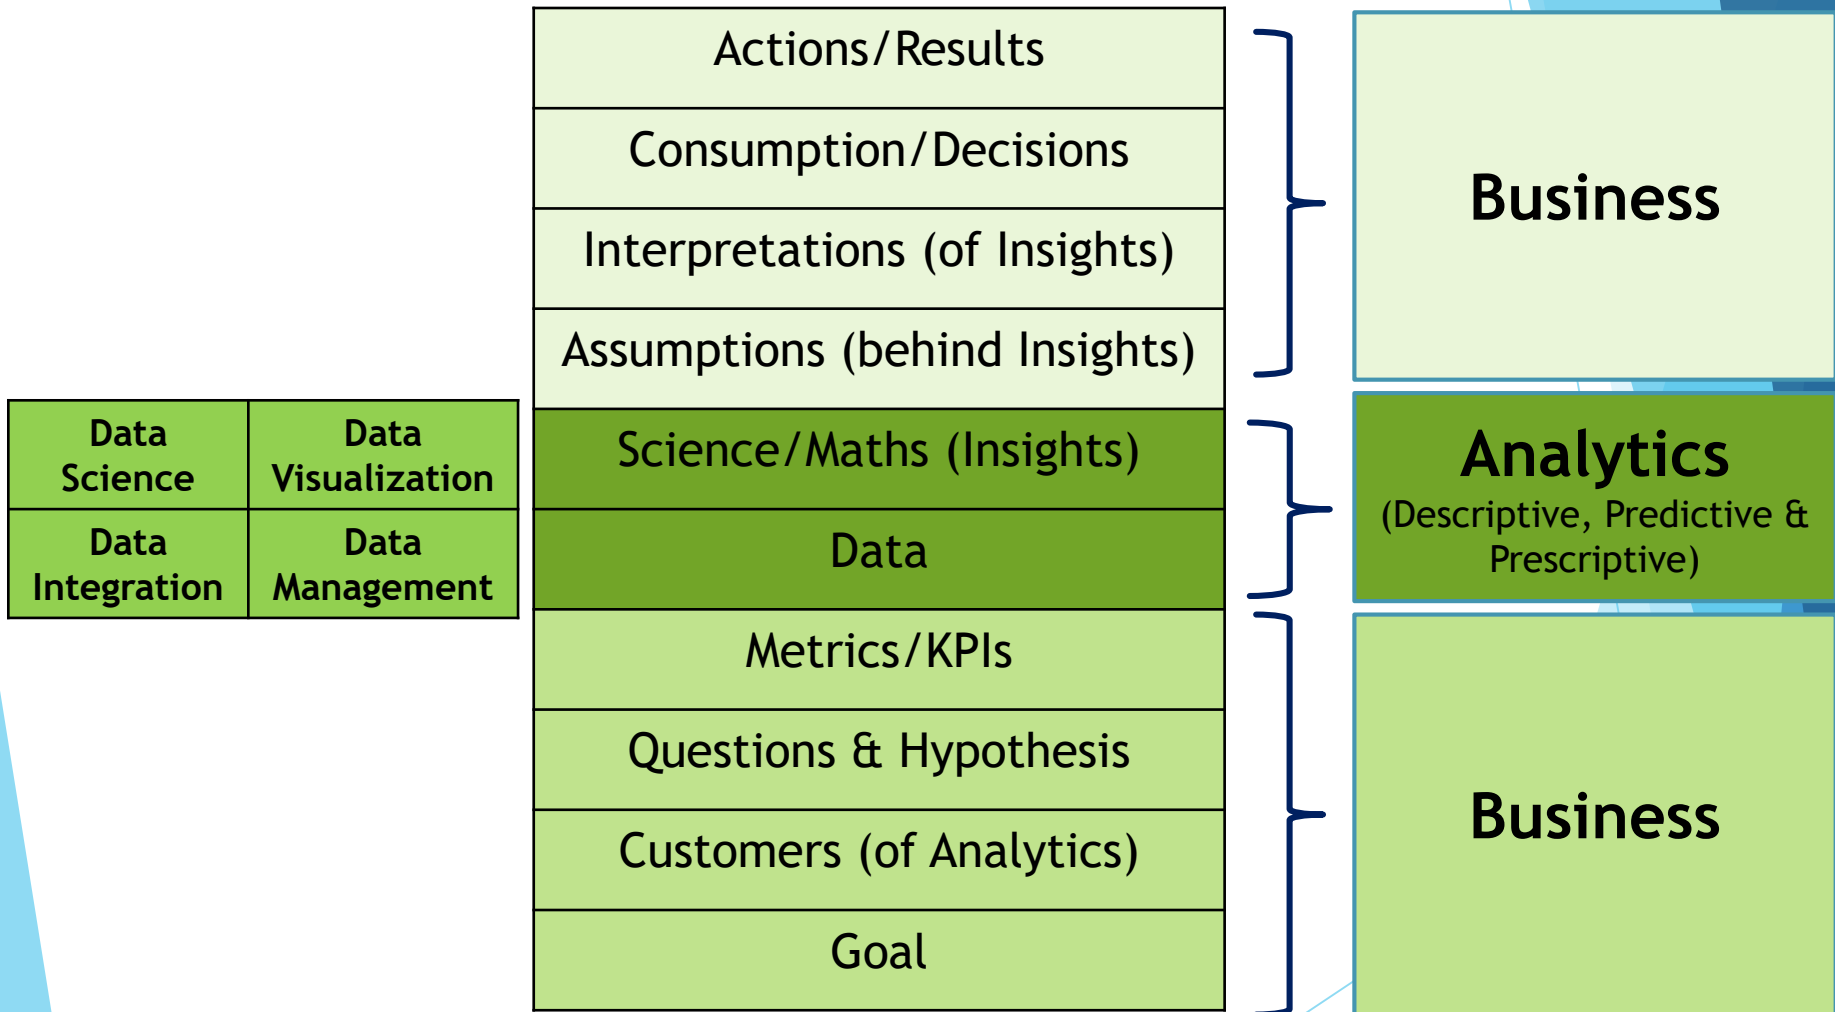 Actions/Results
Consumption/Decisions
Interpretations (of Insights)
Assumptions (behind Insights)
Science/Maths (Insights)
Data
Metrics/KPIs
Questions & Hypothesis
Customers (of Analytics)
Goal
Data
Science
Data
Visualization
Data
Integration
Data
Management
Business
Analytics
(Descriptive, Predictive &
Prescriptive)
Business